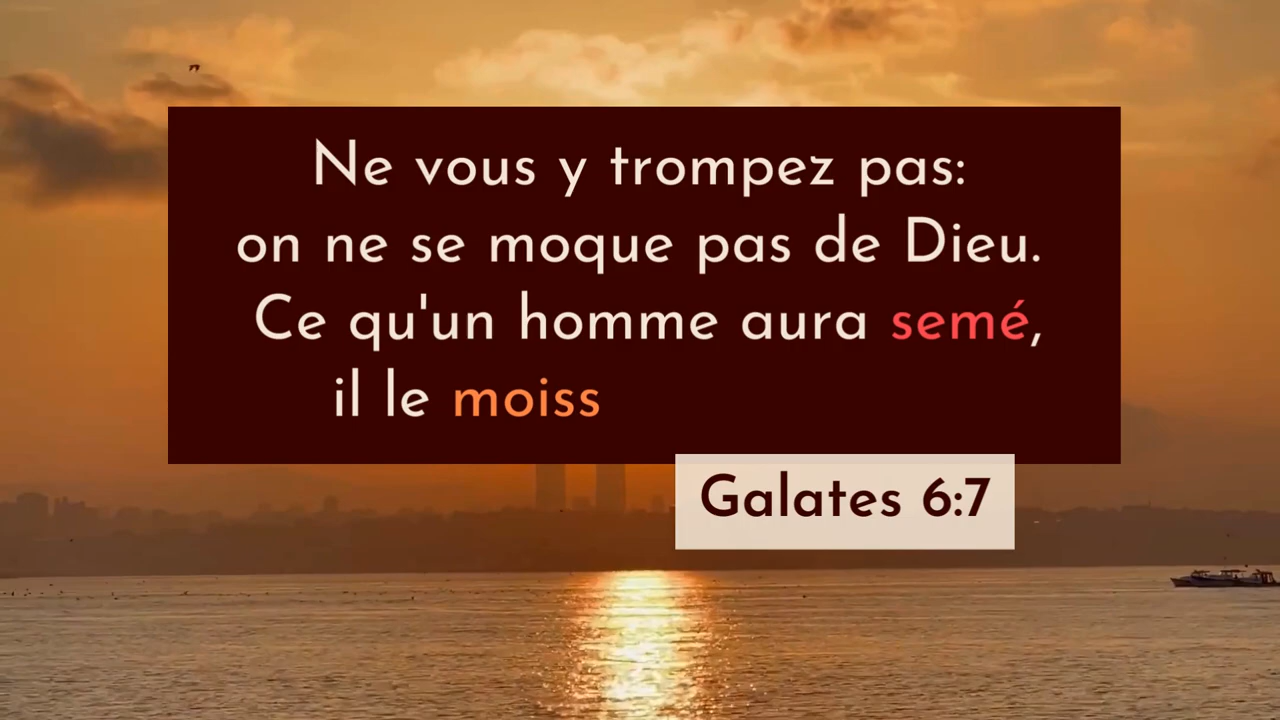 Ne vous y trompez pas:
on ne se moque pas de Dieu.
Ce qu'un homme aura semé,
il le moiss
Galates 6:7